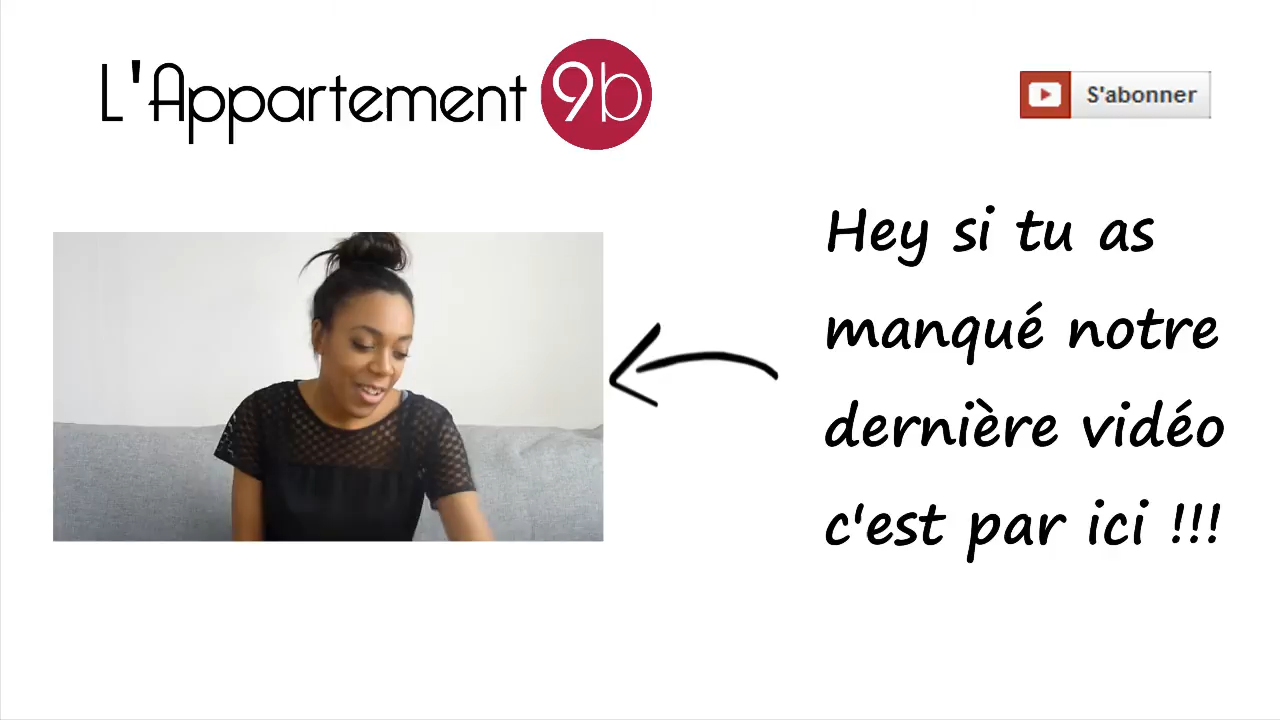 L'Appartement 9b
S'abonner
Hey si tu as
manqué notre
dernière vidéo
c'est par ici !!!